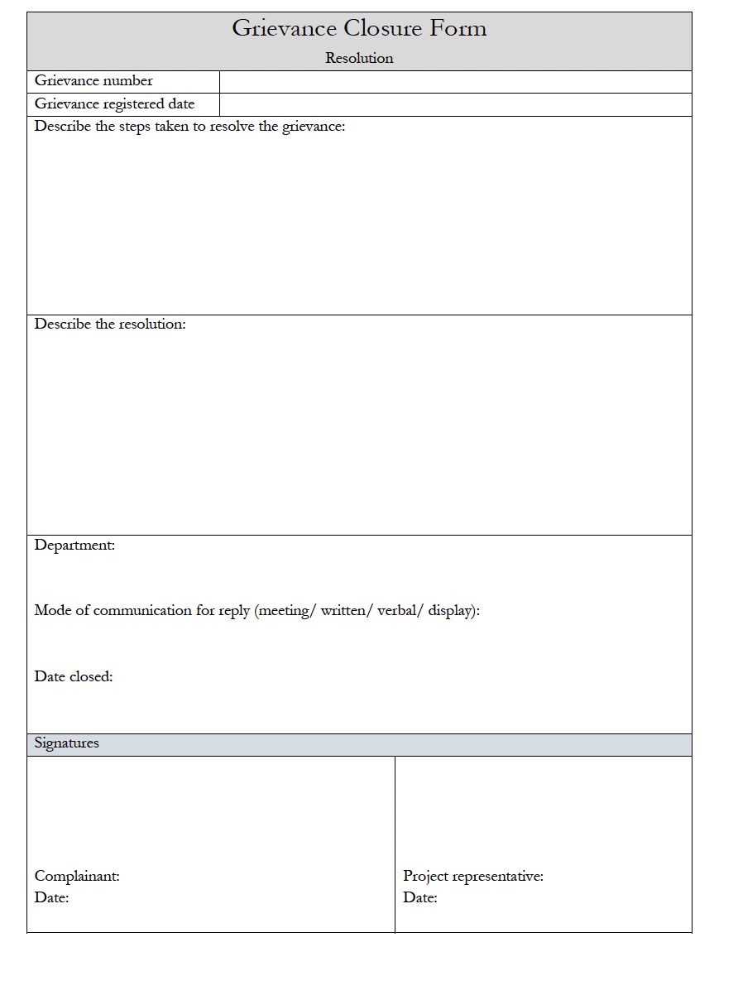 Grievance Closure Form
Resolution
Grievance number
Grievance registered date
Describe the steps taken to resolve the grievance:
Describe the resolution:
Department:
Mode of communication for reply (meeting/ written/ verbal/ display):
Date closed:
Signatures
Complainant:
Date:
Project representative:
Date: